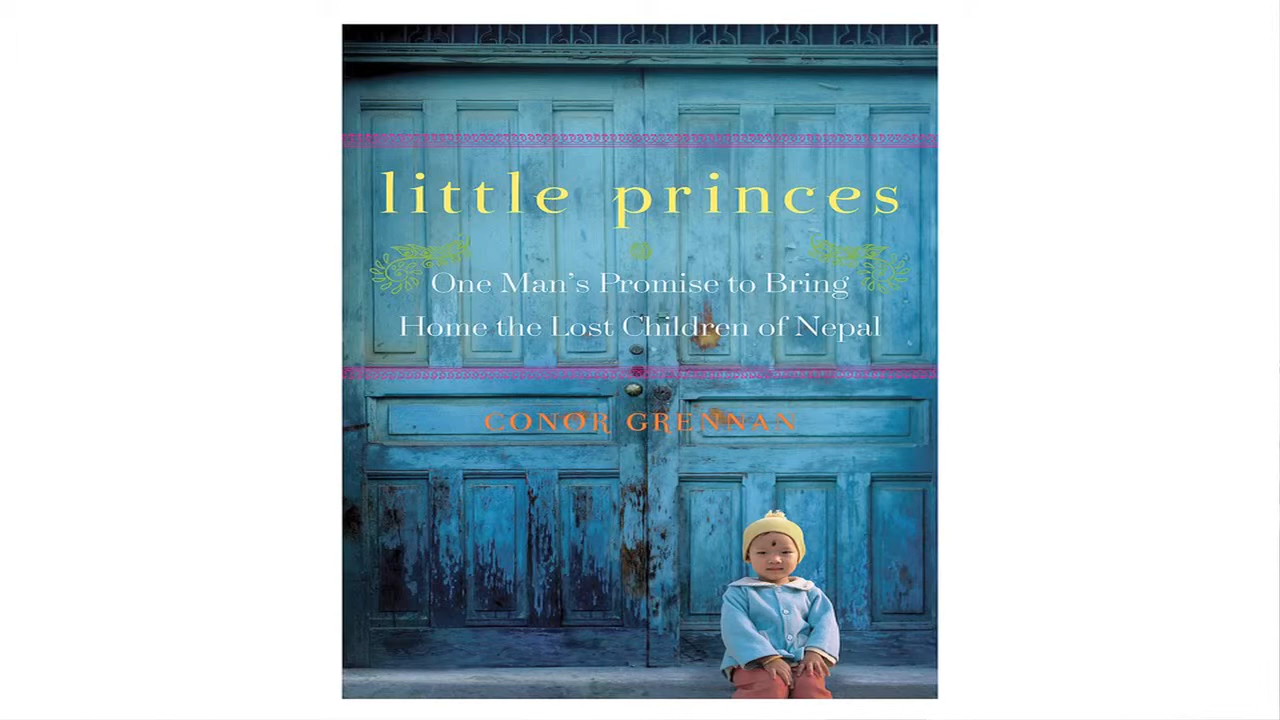 little princes
One Man's Promise to Bring
Home the Lost Children of Nepal
CONOR GRENNAN